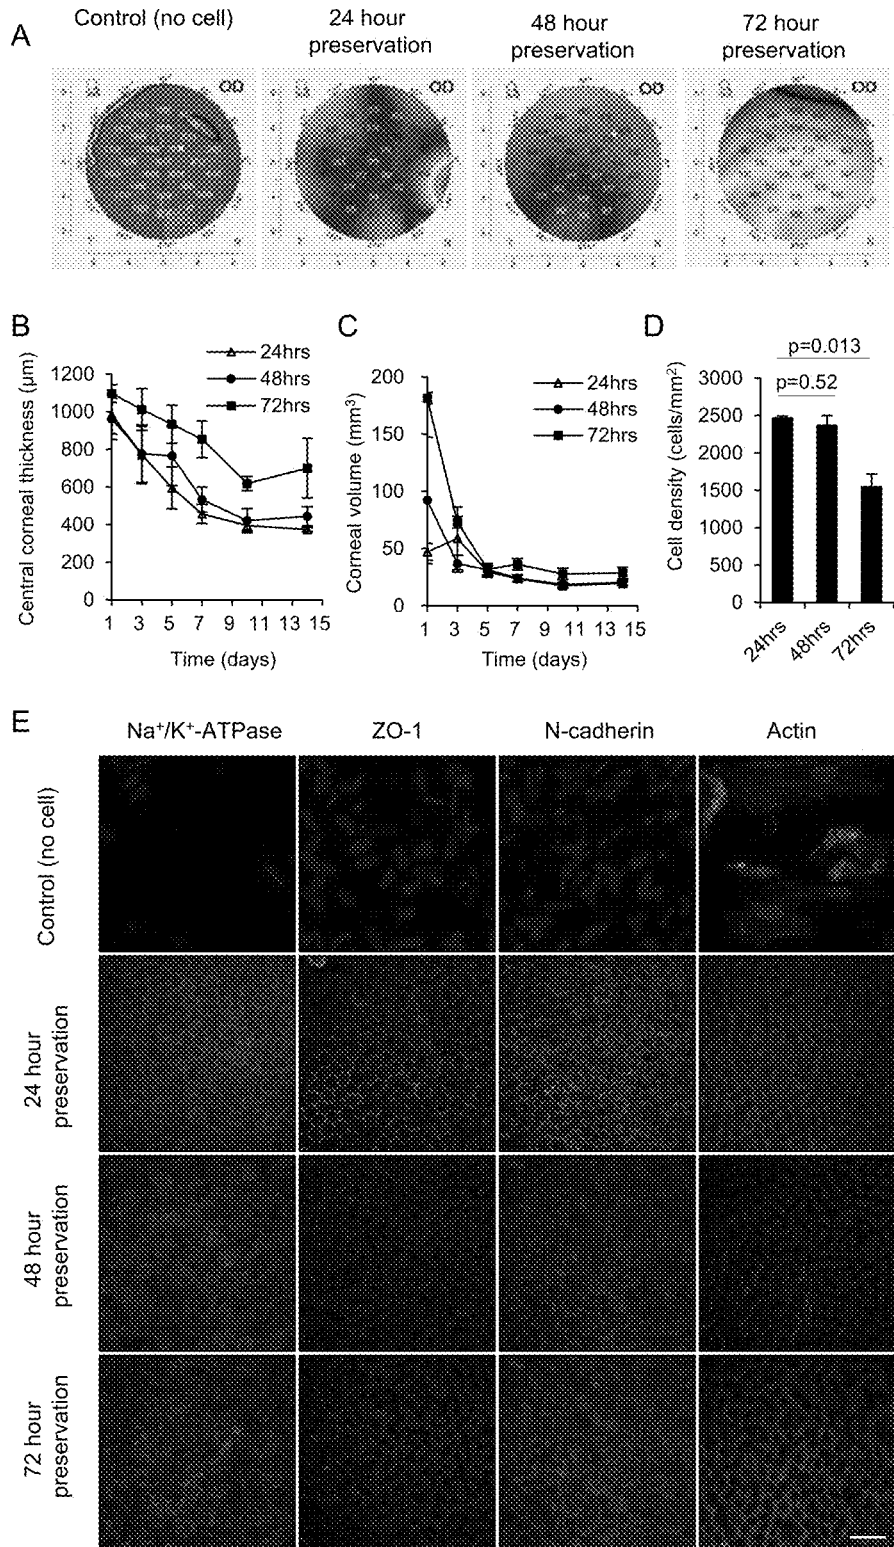 A
Control (no cell)
24 hour
preservation
48 hour
preservation
72 hour
preservation
OD
OD
OD
OD
B
24hrs
48hrs
72hrs
Central corneal thickness (µm)
1200
1000
800
600
400
200
0
1 3 5 7 9 11 13 15
Time (days)
C
24hrs
48hrs
72hrs
Corneal volume (mm³)
200
150
100
50
0
1 3 5 7 9 11 13 15
Time (days)
D
p=0.013
p=0.52
Cell density (cells/mm²)
3000
2500
2000
1500
1000
500
0
24hrs
48hrs
72hrs
E
Na⁺/K⁺-ATPase
ZO-1
N-cadherin
Actin
Control (no cell)
24 hour
preservation
48 hour
preservation
72 hour
preservation